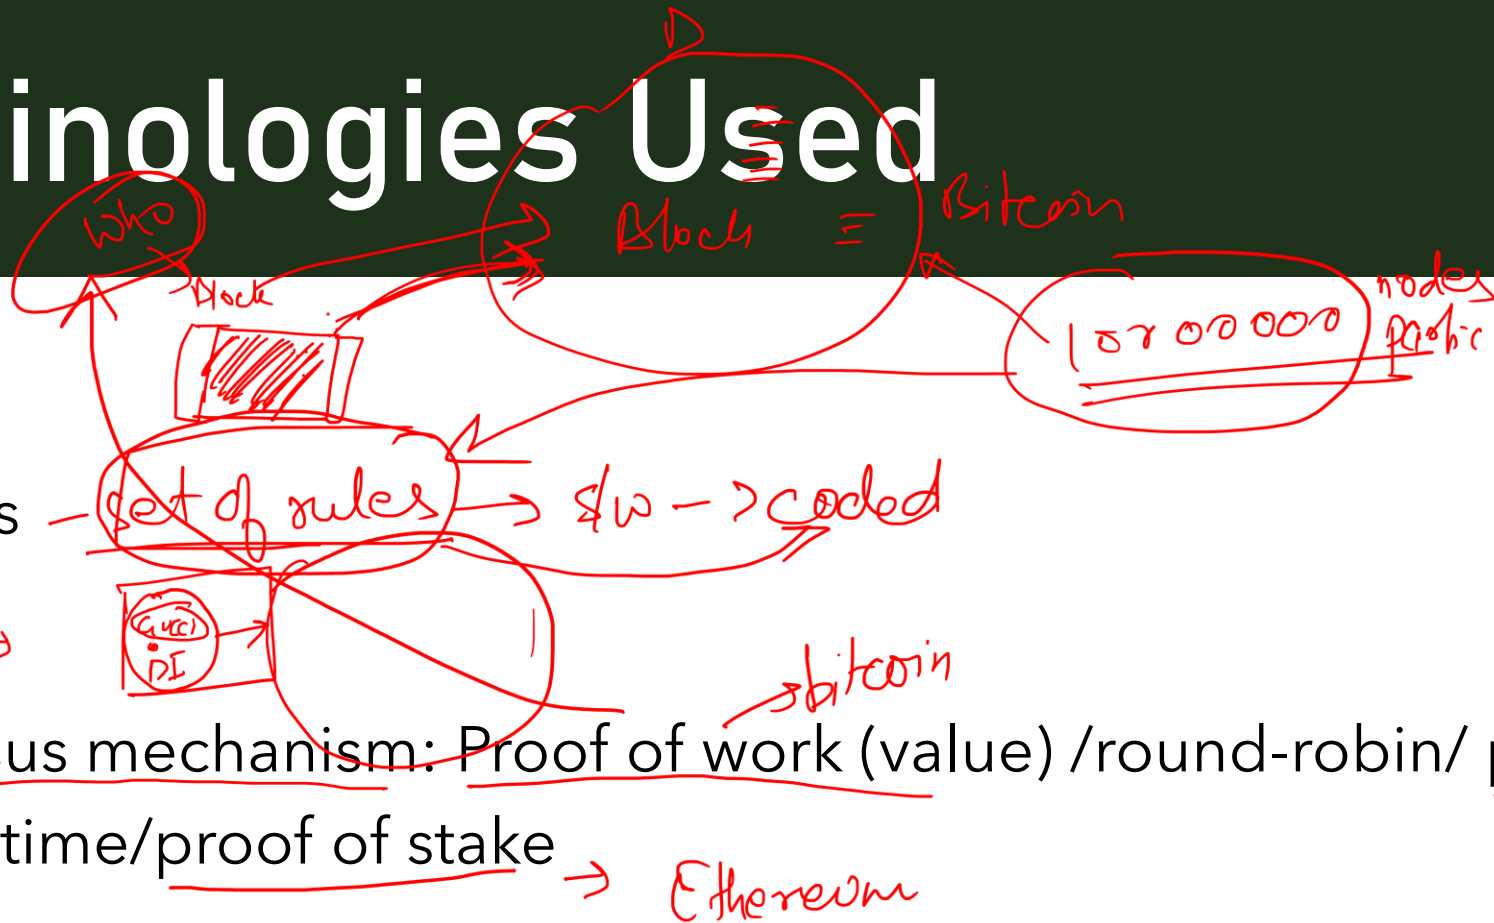 D
inologies Used
who
Block ≡ Bitcoin
Block
nodes
s - set of rules → s/w -> coded
Gucci
DI
→ bitcoin
us mechanism: Proof of work (value) /round-robin/ p
time/proof of stake
→ Ethereum